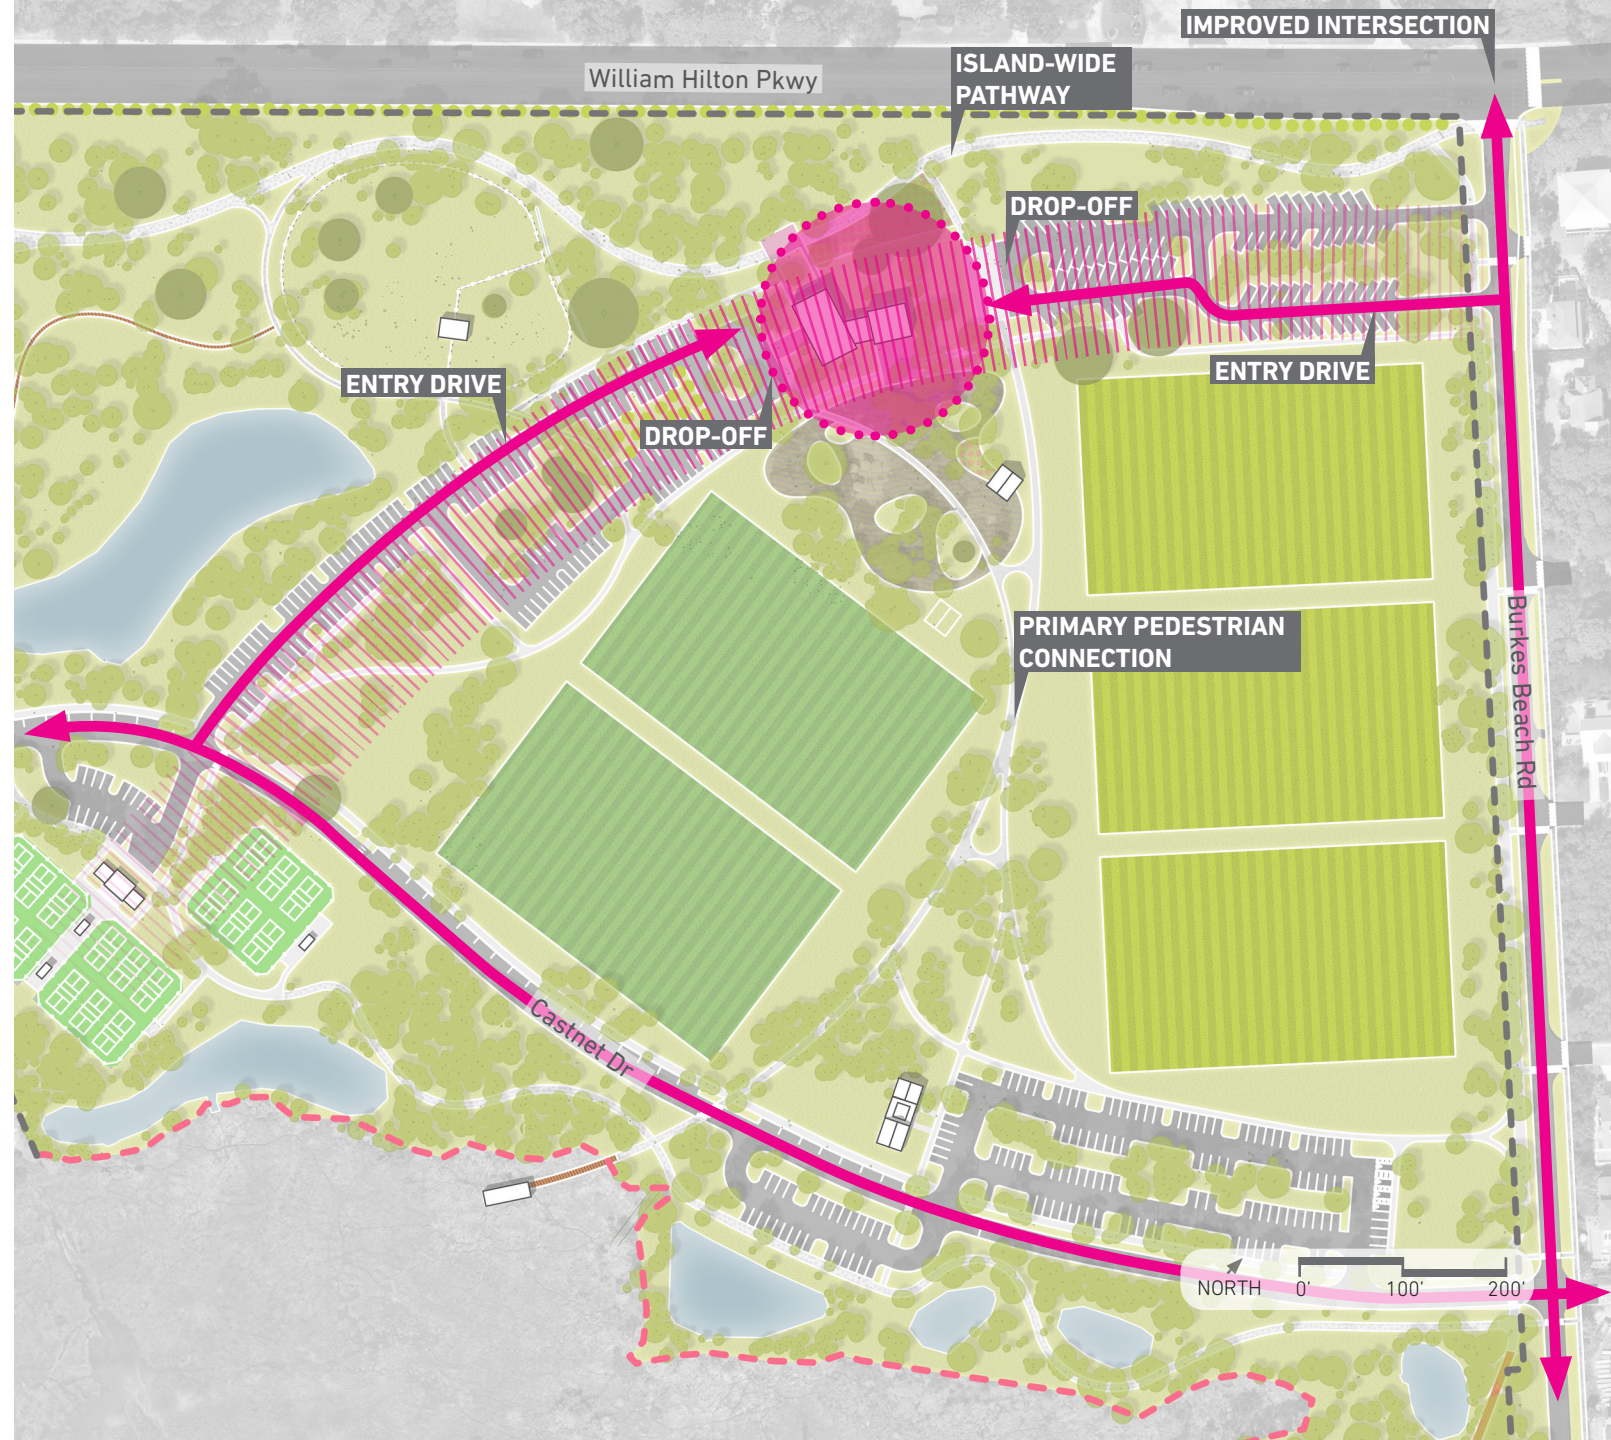 IMPROVED INTERSECTION
ISLAND-WIDE
PATHWAY
William Hilton Pkwy
DROP-OFF
ENTRY DRIVE
ENTRY DRIVE
DROP-OFF
PRIMARY PEDESTRIAN
CONNECTION
Burkes Beach Rd
Castnet Dr
NORTH
0' 100' 200'